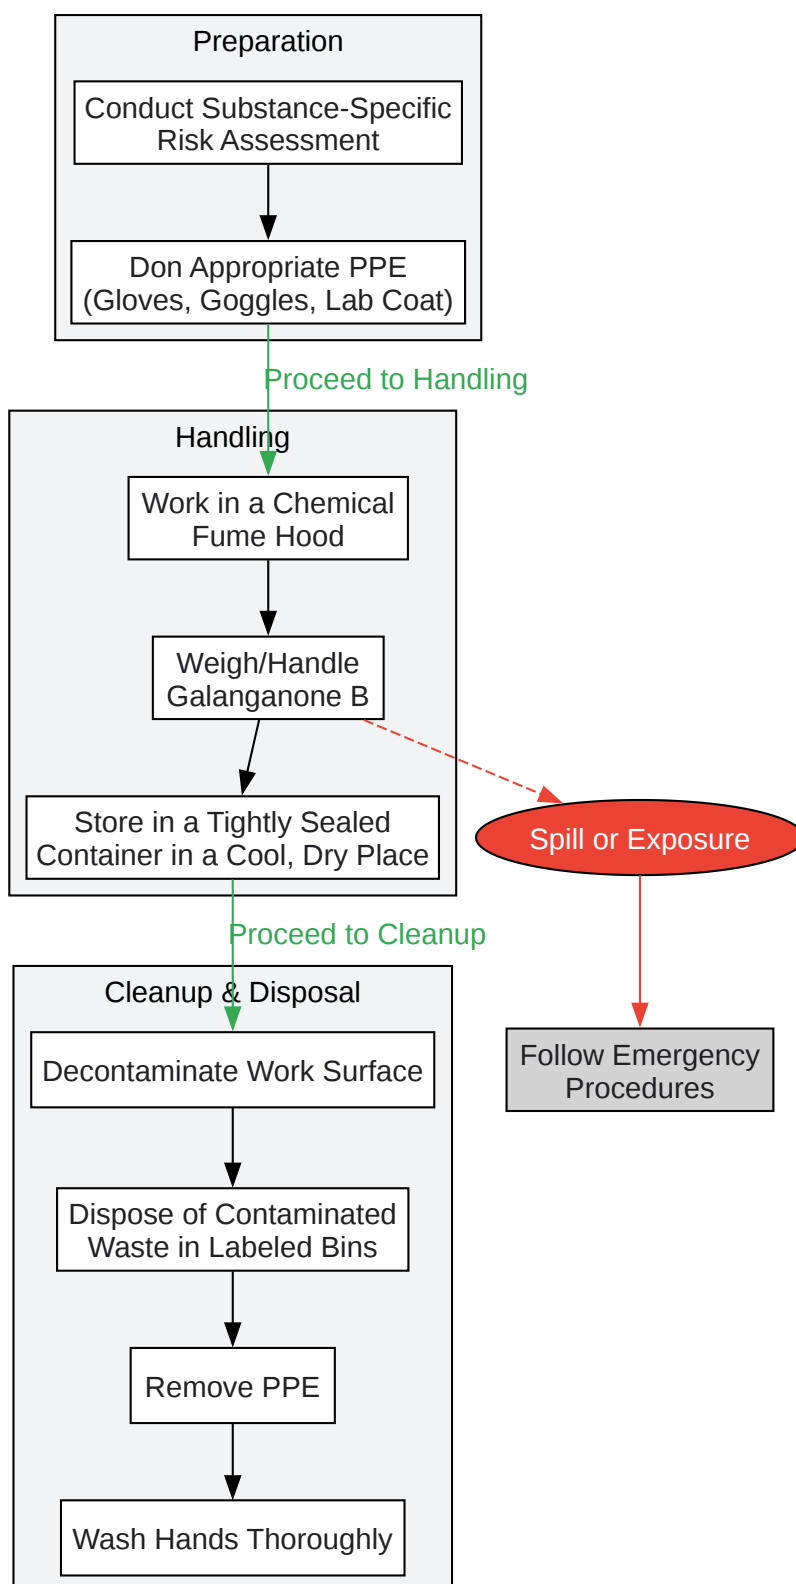 Preparation
Conduct Substance-Specific
Risk Assessment
Don Appropriate PPE
(Gloves, Goggles, Lab Coat)
Proceed to Handling
Handling
Work in a Chemical
Fume Hood
Weigh/Handle
Galanganone B
Store in a Tightly Sealed
Container in a Cool, Dry Place
Spill or Exposure
Proceed to Cleanup
Cleanup & Disposal
Decontaminate Work Surface
Follow Emergency
Procedures
Dispose of Contaminated
Waste in Labeled Bins
Remove PPE
Wash Hands Thoroughly